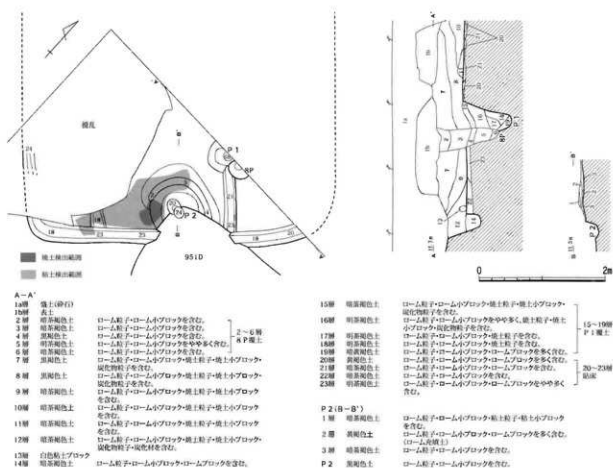 撹乱
P 1
8P
P 2
95iD
A
A'
B
B'
焼土検出範囲
粘土検出範囲
0 2m
A－A'
1a層 盛土(砕石)
1b層 表土
2層 暗茶褐色土 ローム粒子・ローム小ブロックを含む。
3層 暗茶褐色土 ローム粒子・ローム小ブロックを含む。
4層 黒褐色土 ローム粒子・ローム小ブロックを含む。
5層 暗茶褐色土 ローム粒子・ローム小ブロックをやや多く含む。
6層 暗茶褐色土 ローム粒子・ローム小ブロックを含む。
2～6層
8P覆土
7層 黒褐色土 ローム粒子・ローム小ブロック・焼土粒子・焼土小ブロック・
炭化物粒子を含む。
8層 黒褐色土 ローム粒子・ローム小ブロック・焼土粒子・焼土小ブロック・
炭化物粒子を含む。
9層 暗茶褐色土 ローム粒子・ローム小ブロック・焼土粒子・焼土小ブロック
を含む。
10層 暗茶褐色土 ローム粒子・ローム小ブロック・焼土粒子・焼土小ブロック
を含む。
11層 暗茶褐色土 ローム粒子・ローム小ブロック・焼土粒子・焼土小ブロック
を含む。
12層 暗茶褐色土 ローム粒子・ローム小ブロック・焼土粒子・焼土小ブロック・
炭化物粒子・炭化材を含む。
13層 白色粘土ブロック
14層 暗茶褐色土 ローム粒子・ローム小ブロック・ロームブロックを含む。
15層 暗茶褐色土 ローム粒子・ローム小ブロック・焼土粒子・焼土小ブロック・
炭化物粒子を含む。
16層 暗茶褐色土 ローム粒子・ローム小ブロックをやや多く、焼土粒子・焼土
小ブロック・炭化物粒子を含む。
17層 暗茶褐色土 ローム粒子・ローム小ブロック・焼土粒子を含む。
18層 暗茶褐色土 ローム粒子・ローム小ブロック・焼土粒子を含む。
19層 暗黄褐色土 ローム粒子・ローム小ブロック・ロームブロックを多く含む。
15～19層
P1覆土
20層 黄褐色土 ローム粒子・ローム小ブロック・ロームブロックを多く含む。
21層 暗茶褐色土 ローム粒子・ローム小ブロック・ロームブロックを含む。
22層 暗茶褐色土 ローム粒子・ローム小ブロックを含む。
23層 暗茶褐色土 ローム粒子・ローム小ブロック・ロームブロックをやや多く
含む。
20～23層
貼床
P2(B－B')
1層 暗茶褐色土 ローム粒子・ローム小ブロック・粘土粒子・粘土小ブロック
を含む。
2層 黄褐色土 ローム粒子・ローム小ブロック・ロームブロックを多く含む。
(ローム充填土)
3層 暗茶褐色土 ローム粒子・ローム小ブロックを含む。
P2 黒褐色土 ローム粒子・ローム小ブロックを含む。